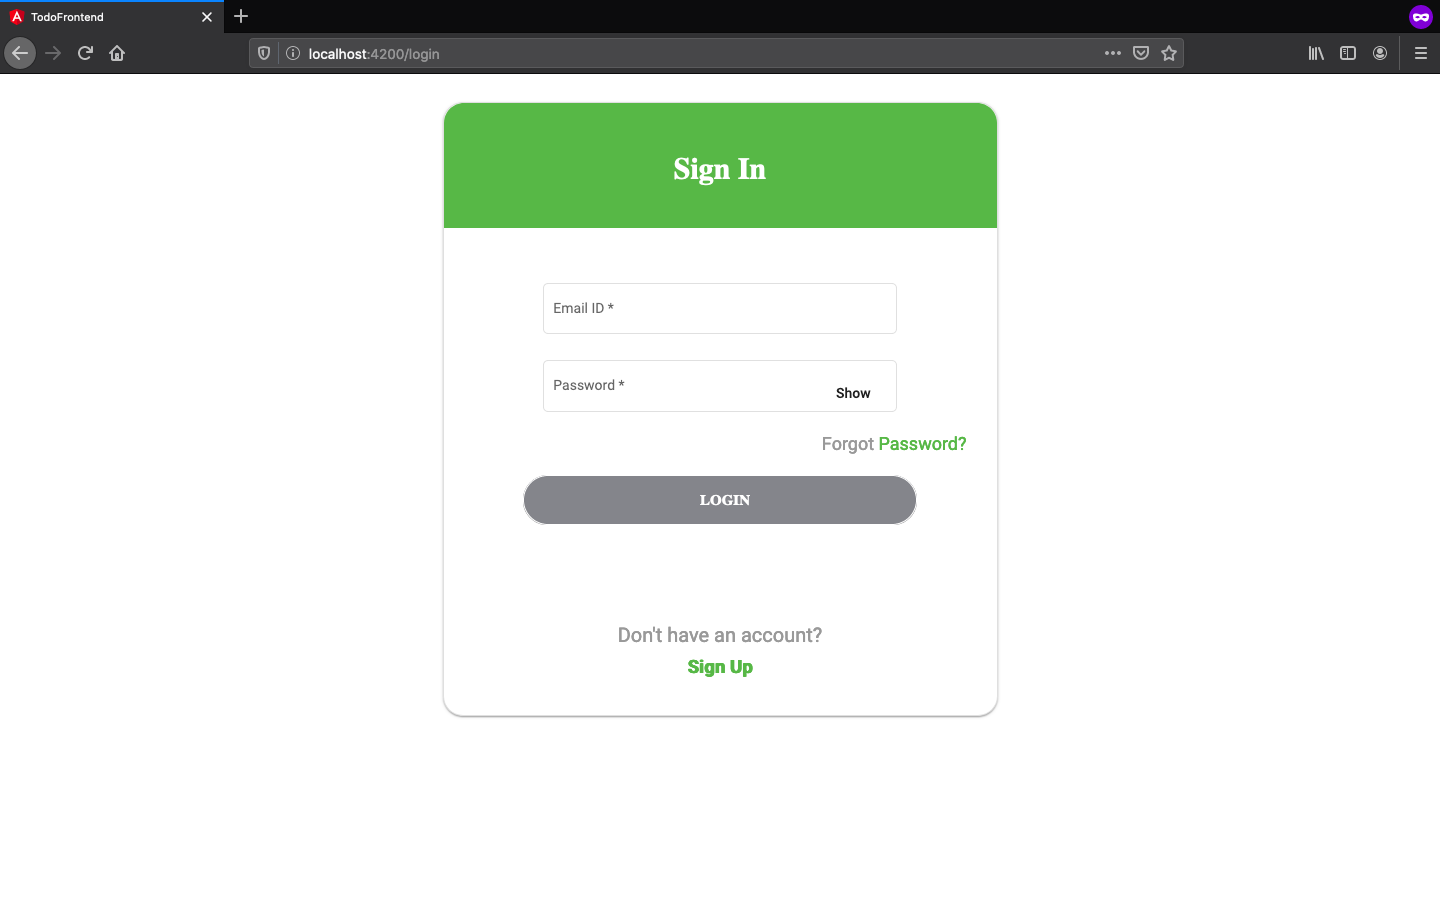 TodoFrontend
localhost:4200/login
Sign In
Email ID *
Password *
Show
Forgot Password?
LOGIN
Don't have an account?
Sign Up